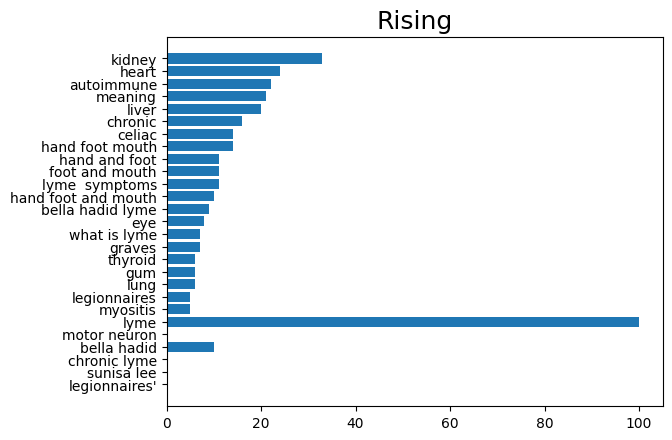 Rising
kidney
heart
autoimmune
meaning
liver
chronic
celiac
hand foot mouth
hand and foot
foot and mouth
lyme  symptoms
hand foot and mouth
bella hadid lyme
eye
what is lyme
graves
thyroid
gum
lung
legionnaires
myositis
lyme
motor neuron
bella hadid
chronic lyme
sunisa lee
legionnaires'
0 20 40 60 80 100